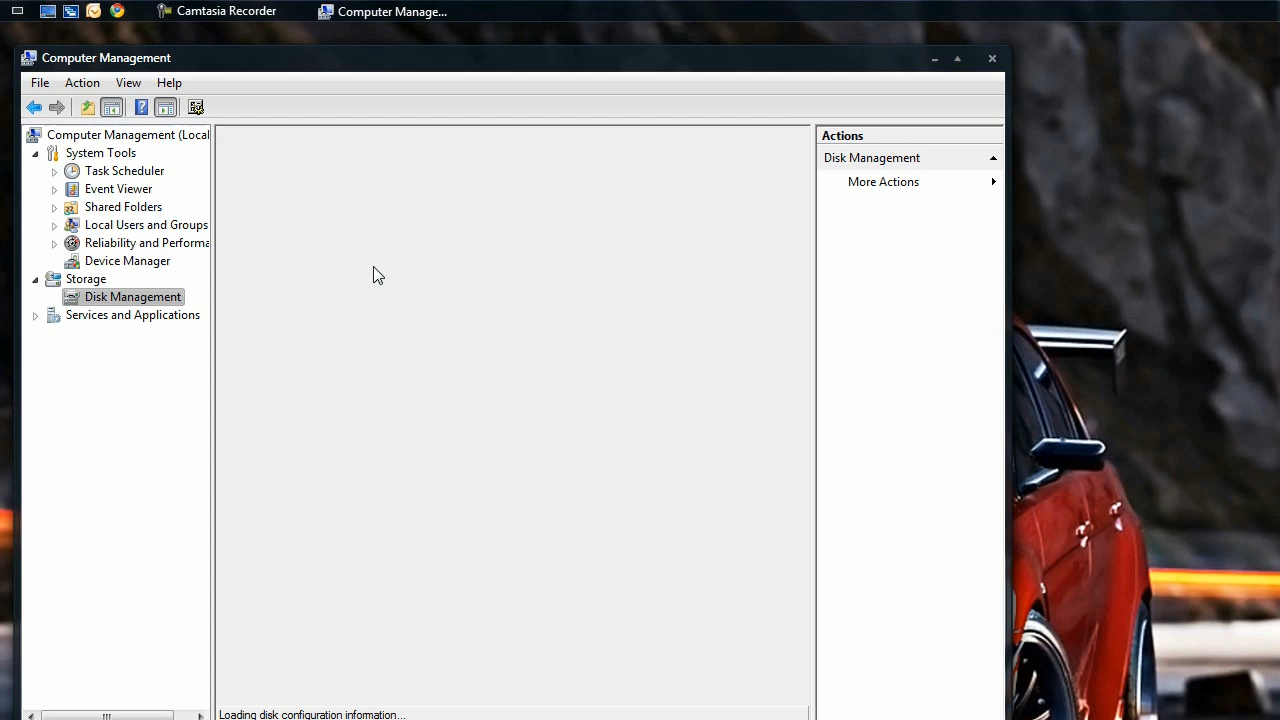 Camtasia Recorder
Computer Manage...
Computer Management
File Action View Help
Computer Management (Local
System Tools
Task Scheduler
Event Viewer
Shared Folders
Local Users and Groups
Reliability and Performa
Device Manager
Storage
Disk Management
Services and Applications
Actions
Disk Management
More Actions
Loading disk configuration information...